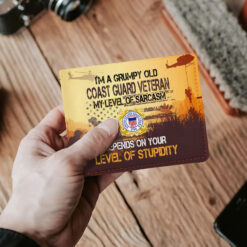 I'M A GRUMPY OLD
COAST GUARD VETERAN
MY LEVEL OF SARCASM
DEPENDS ON YOUR
LEVEL OF STUPIDITY